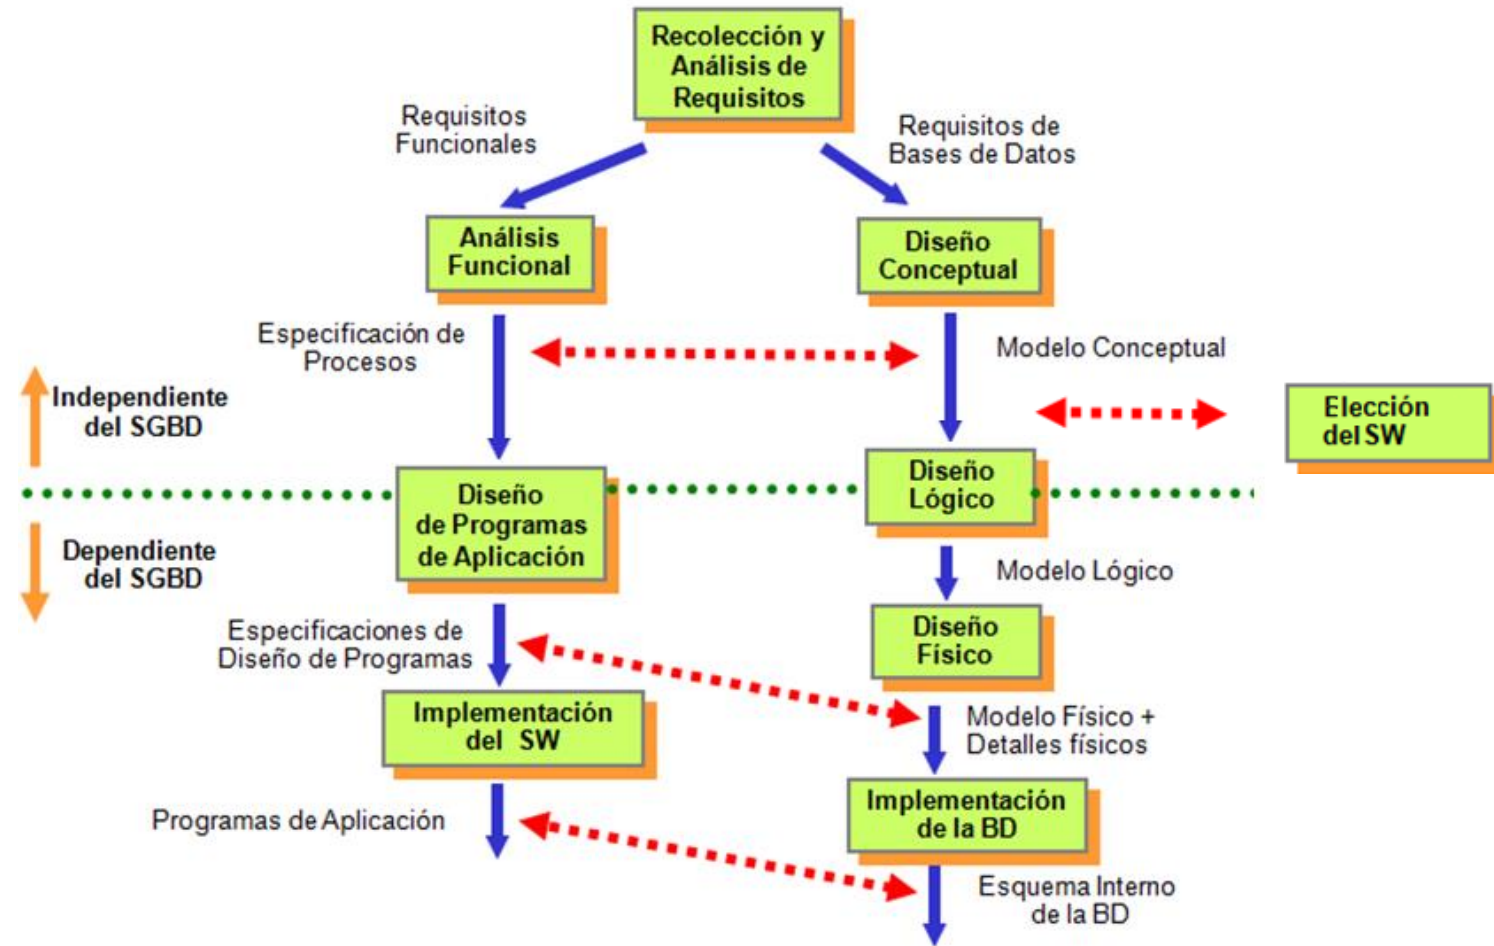 Recolección y
Análisis de
Requisitos
Requisitos
Funcionales
Requisitos de
Bases de Datos
Análisis
Funcional
Diseño
Conceptual
Especificación de
Procesos
Modelo Conceptual
Independiente
del SGBD
Elección
del SW
Diseño
de Programas
de Aplicación
Diseño
Lógico
Dependiente
del SGBD
Modelo Lógico
Especificaciones de
Diseño de Programas
Diseño
Físico
Implementación
del SW
Modelo Físico +
Detalles físicos
Programas de Aplicación
Implementación
de la BD
Esquema Interno
de la BD